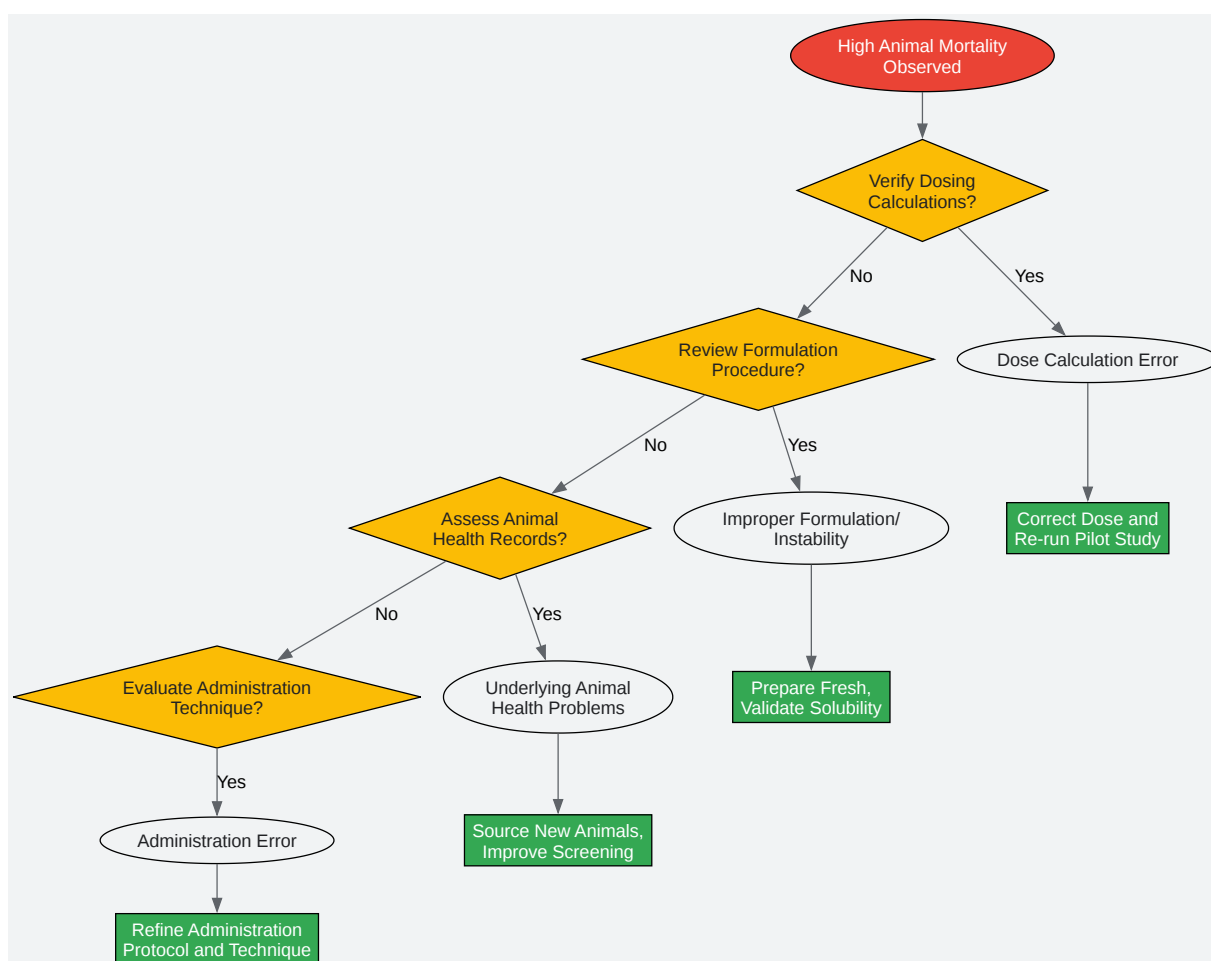 High Animal Mortality
Observed
Verify Dosing
Calculations?
No
Yes
Review Formulation
Procedure?
Dose Calculation Error
No
Yes
Assess Animal
Health Records?
Improper Formulation/
Instability
Correct Dose and
Re-run Pilot Study
No
Yes
Evaluate Administration
Technique?
Underlying Animal
Health Problems
Prepare Fresh,
Validate Solubility
Yes
Administration Error
Source New Animals,
Improve Screening
Refine Administration
Protocol and Technique